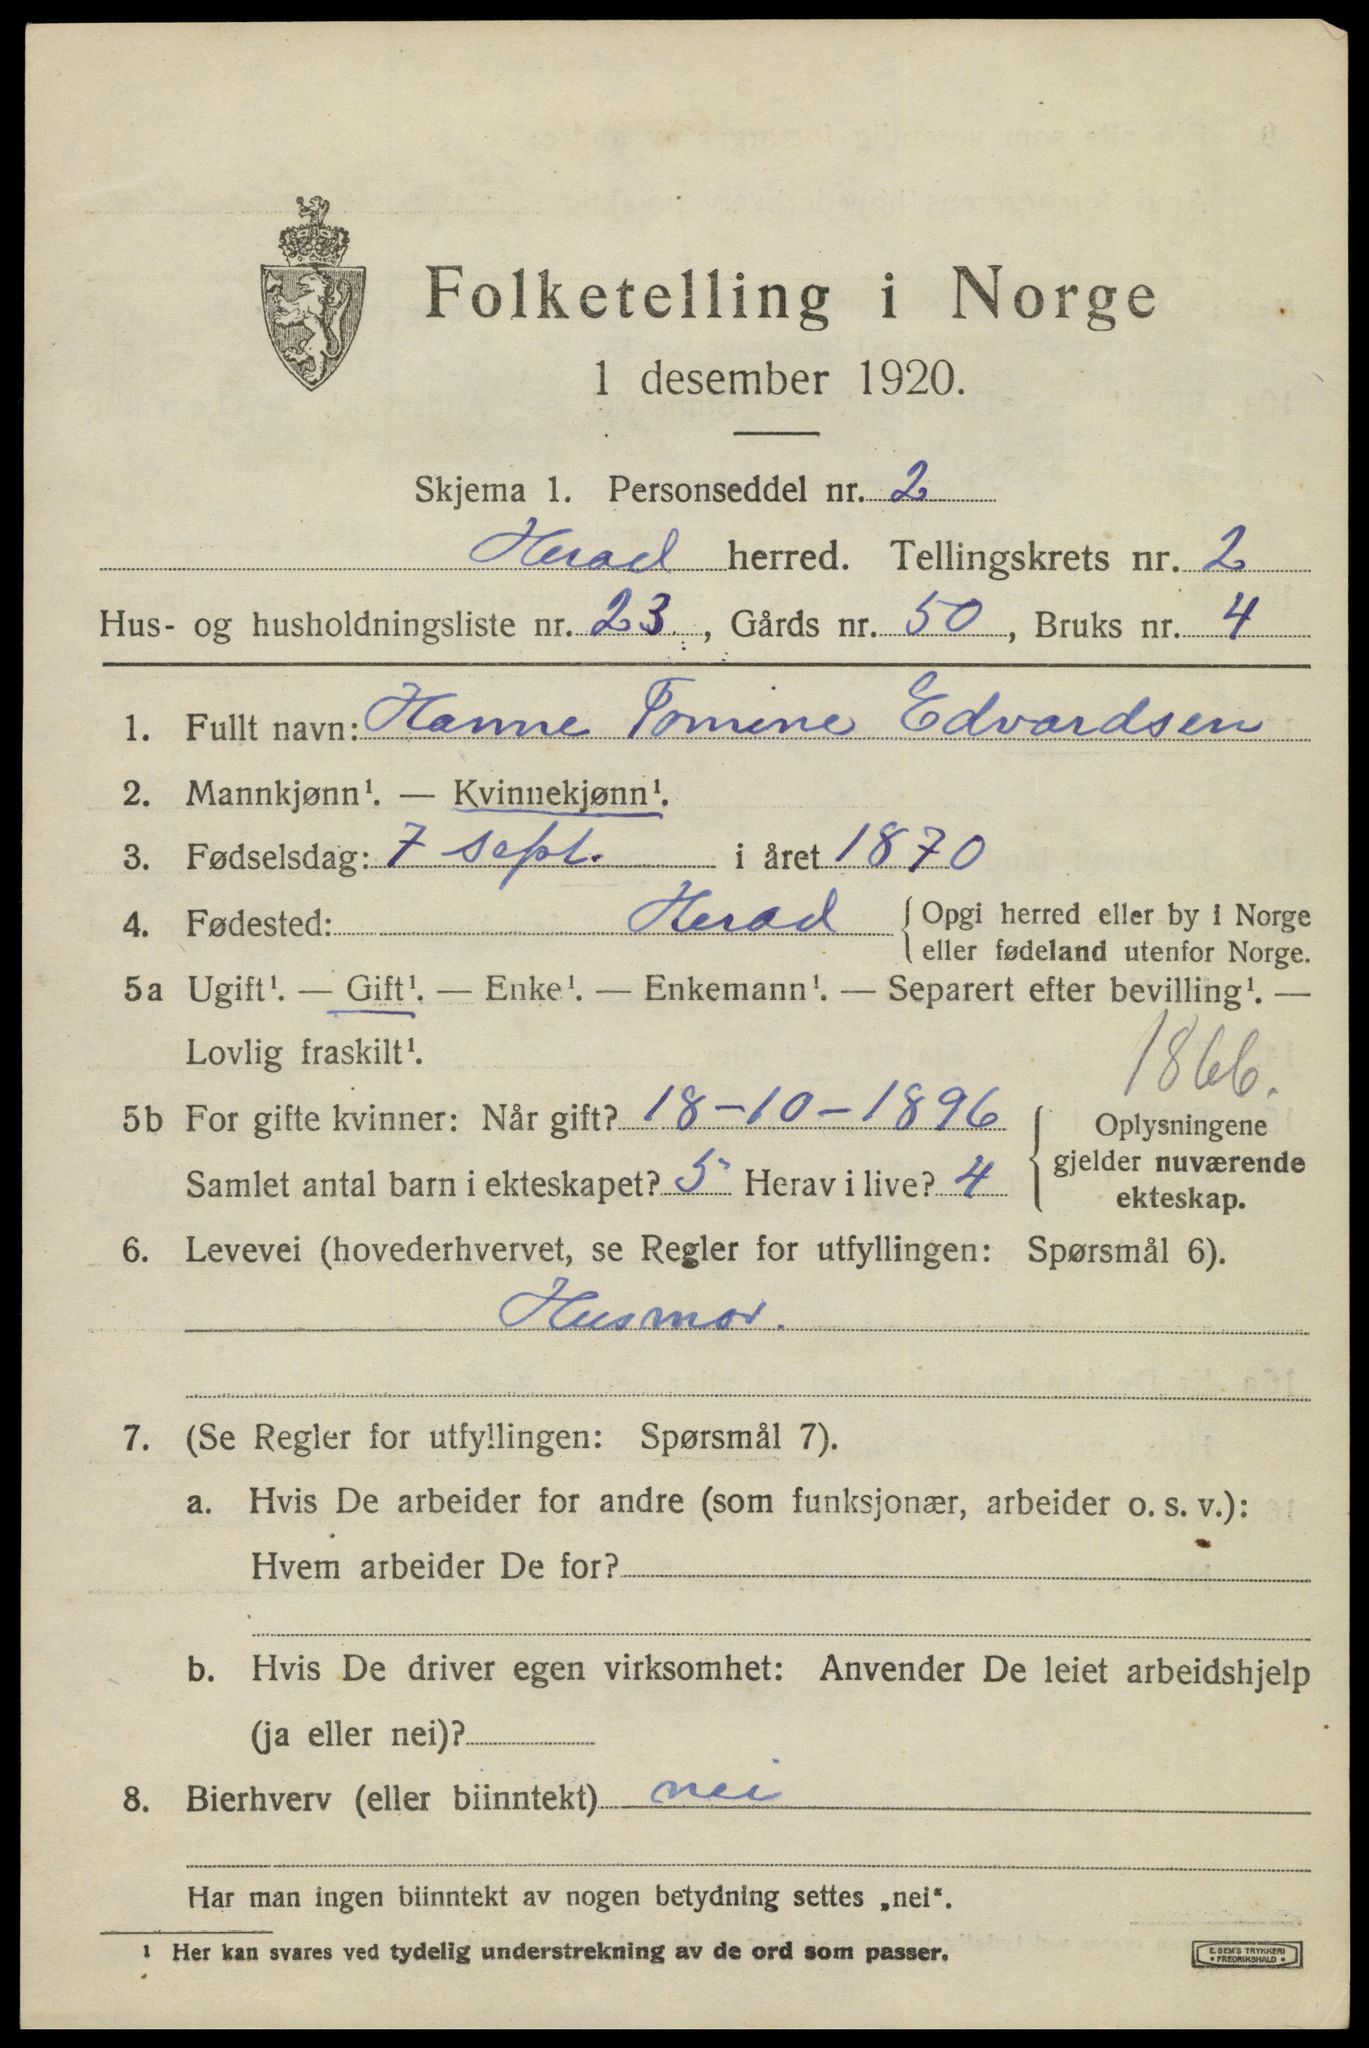 Folketelling i Norge
1 desember 1920.
Skjema 1. Personseddel nr. 2
Herad herred. Tellingskrets nr. 2
Hus- og husholdningsliste nr. 23, Gårds nr. 50, Bruks nr. 4
1. Fullt navn: Hanne Tomine Edvardsen
2. Mannkjønn¹. — Kvinnekjønn¹.
3. Fødselsdag: 7 sept. i året 1870
4. Fødested: Herad { Opgi herred eller by i Norge
eller fødeland utenfor Norge.
5a Ugift¹. — Gift¹. — Enke¹. — Enkemann¹. — Separert efter bevilling¹. —
Lovlig fraskilt¹.
1866.
5b For gifte kvinner: Når gift? 18-10-1896
Samlet antal barn i ekteskapet? 5 Herav i live? 4
{ Oplysningene
gjelder nuværende
ekteskap.
6. Levevei (hovederhvervet, se Regler for utfyllingen: Spørsmål 6).
Husmor.
7. (Se Regler for utfyllingen: Spørsmål 7).
a. Hvis De arbeider for andre (som funksjonær, arbeider o. s. v.):
Hvem arbeider De for?
b. Hvis De driver egen virksomhet: Anvender De leiet arbeidshjelp
(ja eller nei)?
8. Bierhverv (eller biinntekt) nei
Har man ingen biinntekt av nogen betydning settes „nei“.
¹ Her kan svares ved tydelig understrekning av de ord som passer.
E. SEM'S TRYKKERI
• FREDRIKSHALD •